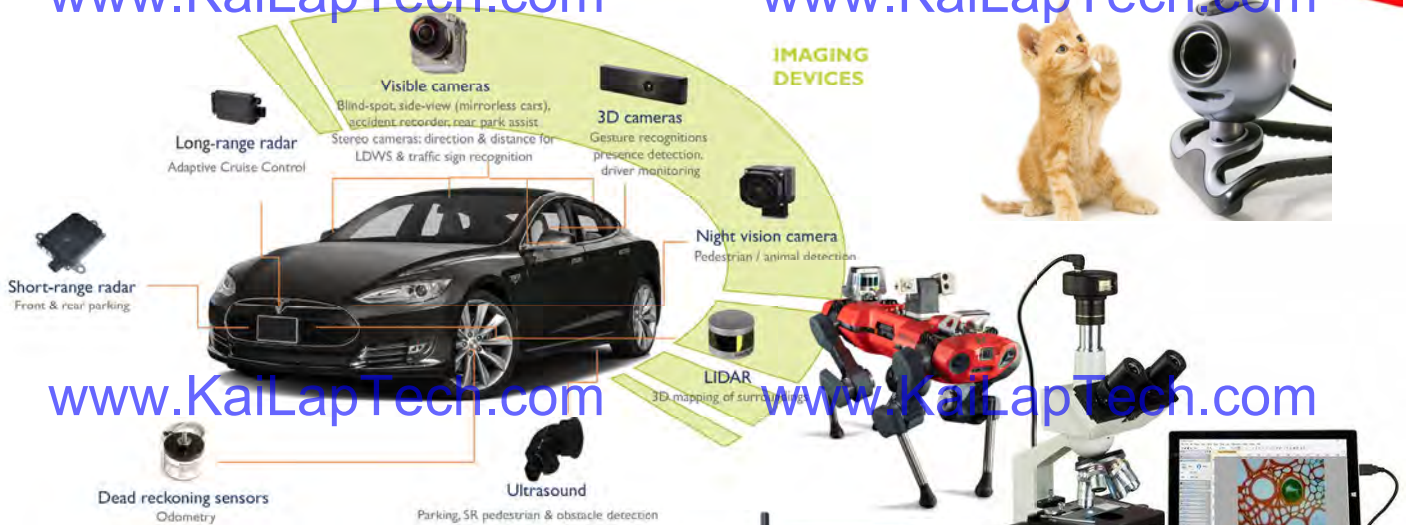 www.KaiLapTech.com
www.KaiLapTech.com
IMAGING
DEVICES
Visible cameras
Blind-spot, side-view (mirrorless cars),
accident recorder, rear park assist
Stereo cameras: direction & distance for
LDWS & traffic sign recognition
3D cameras
Gesture recognitions
presence detection,
driver monitoring
Long-range radar
Adaptive Cruise Control
Night vision camera
Pedestrian / animal detection
Short-range radar
Front & rear parking
LIDAR
3D mapping of surroundings
www.KaiLapTech.com
www.KaiLapTech.com
Dead reckoning sensors
Odometry
Ultrasound
Parking, SR pedestrian & obstacle detection